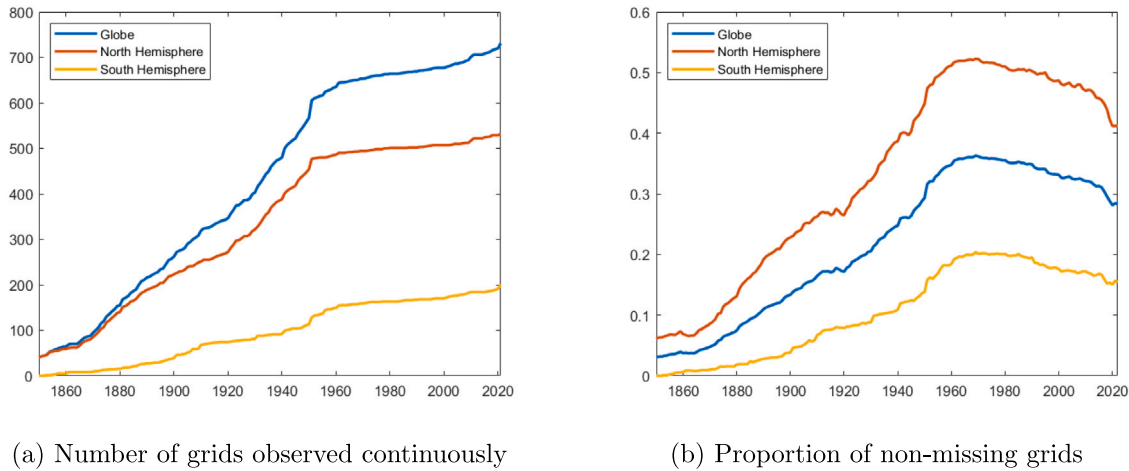 800
700
600
500
400
300
200
100
0
1860 1880 1900 1920 1940 1960 1980 2000 2020
Globe
North Hemisphere
South Hemisphere
(a) Number of grids observed continuously
0.6
0.5
0.4
0.3
0.2
0.1
0
1860 1880 1900 1920 1940 1960 1980 2000 2020
Globe
North Hemisphere
South Hemisphere
(b) Proportion of non-missing grids